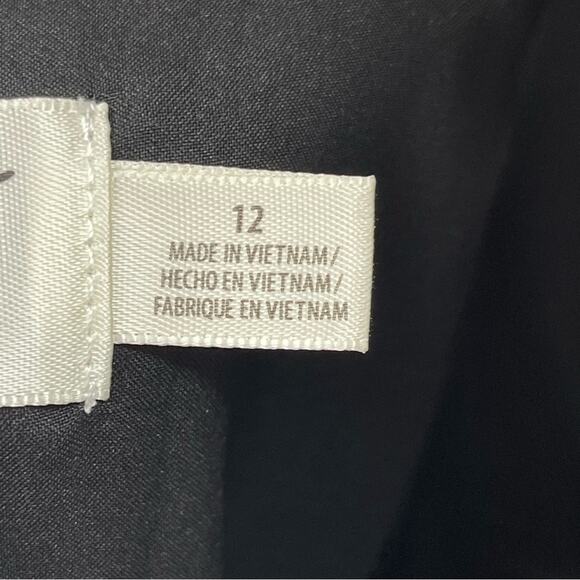 12
MADE IN VIETNAM/
HECHO EN VIETNAM/
FABRIQUE EN VIETNAM